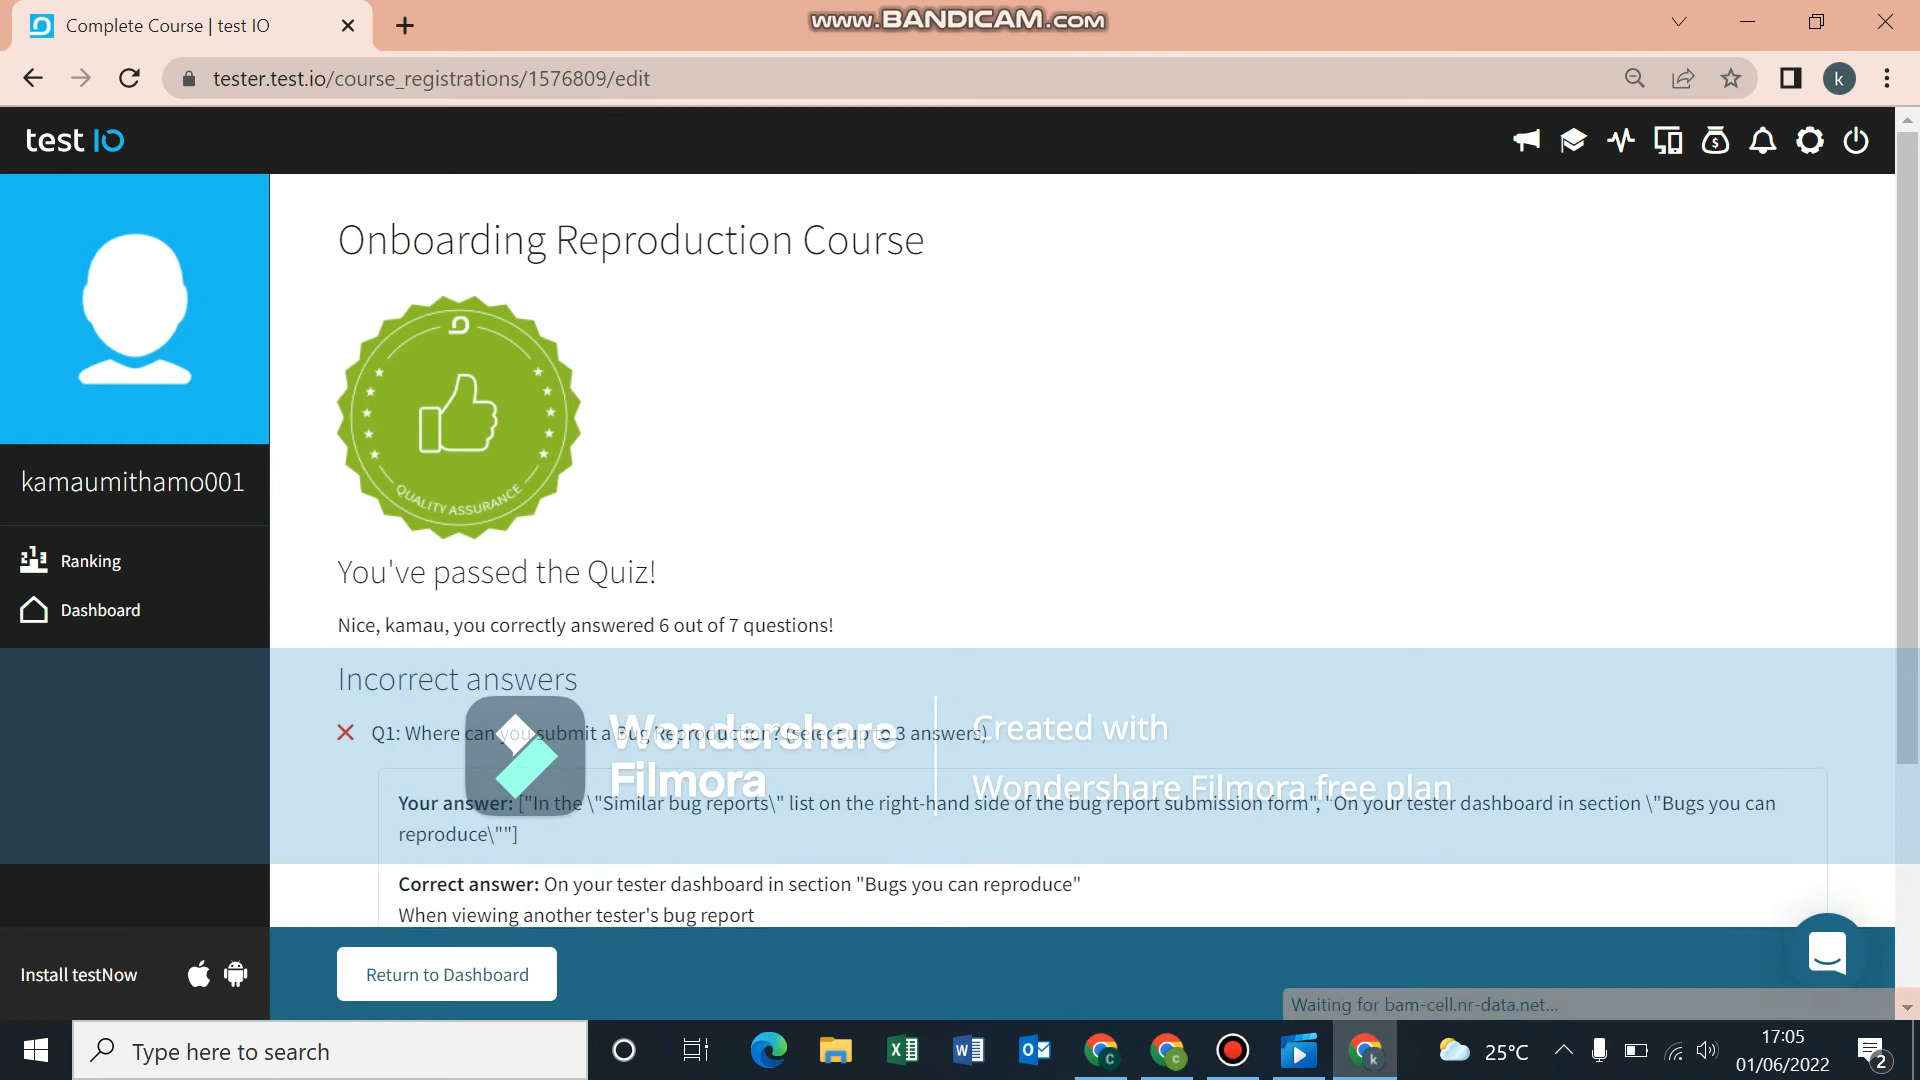 Complete Course | test IO
www.BANDICAM.com
tester.test.io/course_registrations/1576809/edit
k
test IO
Onboarding Reproduction Course
QUALITY ASSURANCE
kamaumithamo001
Ranking
Dashboard
You've passed the Quiz!
Nice, kamau, you correctly answered 6 out of 7 questions!
Incorrect answers
Q1: Where can you submit a Bug Reproduction? (select up to 3 answers)
Wondershare Filmora
Created with
Wondershare Filmora free plan
Your answer: ["In the \"Similar bug reports\" list on the right-hand side of the bug report submission form", "On your tester dashboard in section \"Bugs you can
reproduce\""]
Correct answer: On your tester dashboard in section "Bugs you can reproduce"
When viewing another tester's bug report
Install testNow
Return to Dashboard
Waiting for bam-cell.nr-data.net...
Type here to search
25°C
17:05
01/06/2022
2